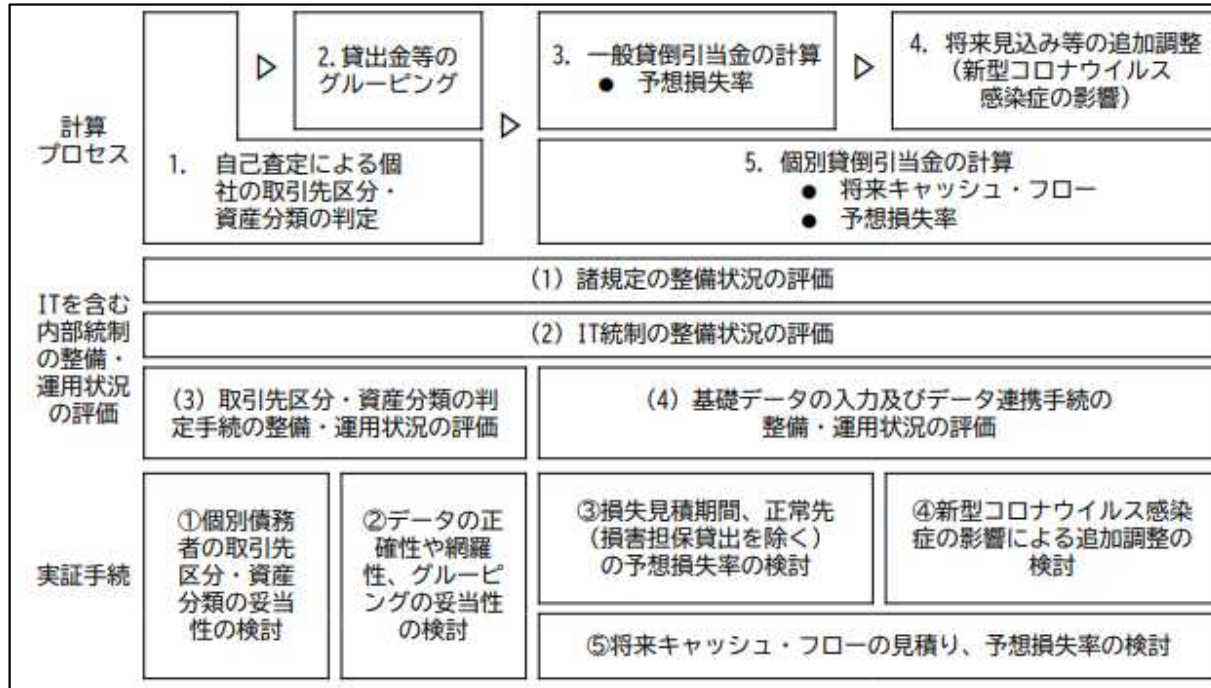 計算
プロセス
1. 自己査定による個
社の取引先区分・
資産分類の判定
▷
2. 貸出金等の
グルーピング
▷
3. 一般貸倒引当金の計算
● 予想損失率
▷
4. 将来見込み等の追加調整
(新型コロナウイルス
感染症の影響)
5. 個別貸倒引当金の計算
● 将来キャッシュ・フロー
● 予想損失率
ITを含む
内部統制
の整備・
運用状況
の評価
(1) 諸規定の整備状況の評価
(2) IT統制の整備状況の評価
(3) 取引先区分・資産分類の判
定手続の整備・運用状況の評価
(4) 基礎データの入力及びデータ連携手続の
整備・運用状況の評価
実証手続
①個別債務
者の取引先
区分・資産
分類の妥当
性の検討
②データの正
確性や網羅
性、グルーピ
ングの妥当性
の検討
③損失見積期間、正常先
(損害担保貸出を除く)
の予想損失率の検討
④新型コロナウイルス感染
症の影響による追加調整の
検討
⑤将来キャッシュ・フローの見積り、予想損失率の検討